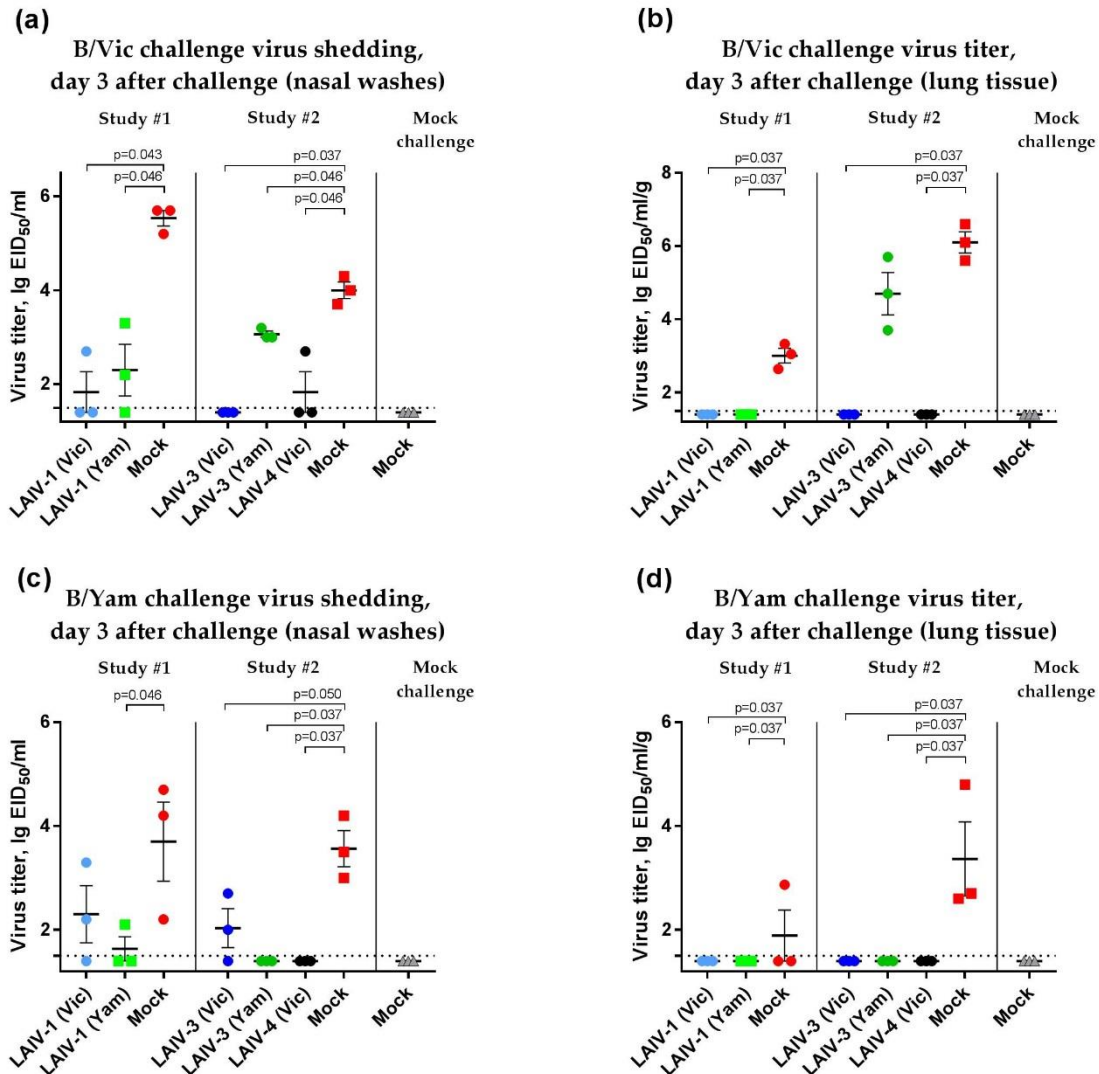 (a)
B/Vic challenge virus shedding,
day 3 after challenge (nasal washes)
Study #1
Study #2
Mock
challenge
p=0.043
p=0.046
p=0.037
p=0.046
p=0.046
Virus titer, lg EID50/ml
6
4
2
LAIV-1 (Vic)
LAIV-1 (Yam)
Mock
LAIV-3 (Vic)
LAIV-3 (Yam)
LAIV-4 (Vic)
Mock
Mock
(b)
B/Vic challenge virus titer,
day 3 after challenge (lung tissue)
Study #1
Study #2
Mock
challenge
p=0.037
p=0.037
p=0.037
p=0.037
Virus titer, lg EID50/ml/g
8
6
4
2
LAIV-1 (Vic)
LAIV-1 (Yam)
Mock
LAIV-3 (Vic)
LAIV-3 (Yam)
LAIV-4 (Vic)
Mock
Mock
(c)
B/Yam challenge virus shedding,
day 3 after challenge (nasal washes)
Study #1
Study #2
Mock
challenge
p=0.046
p=0.050
p=0.037
p=0.037
Virus titer, lg EID50/ml
6
4
2
LAIV-1 (Vic)
LAIV-1 (Yam)
Mock
LAIV-3 (Vic)
LAIV-3 (Yam)
LAIV-4 (Vic)
Mock
Mock
(d)
B/Yam challenge virus titer,
day 3 after challenge (lung tissue)
Study #1
Study #2
Mock
challenge
p=0.037
p=0.037
p=0.037
p=0.037
p=0.037
Virus titer, lg EID50/ml/g
6
4
2
LAIV-1 (Vic)
LAIV-1 (Yam)
Mock
LAIV-3 (Vic)
LAIV-3 (Yam)
LAIV-4 (Vic)
Mock
Mock